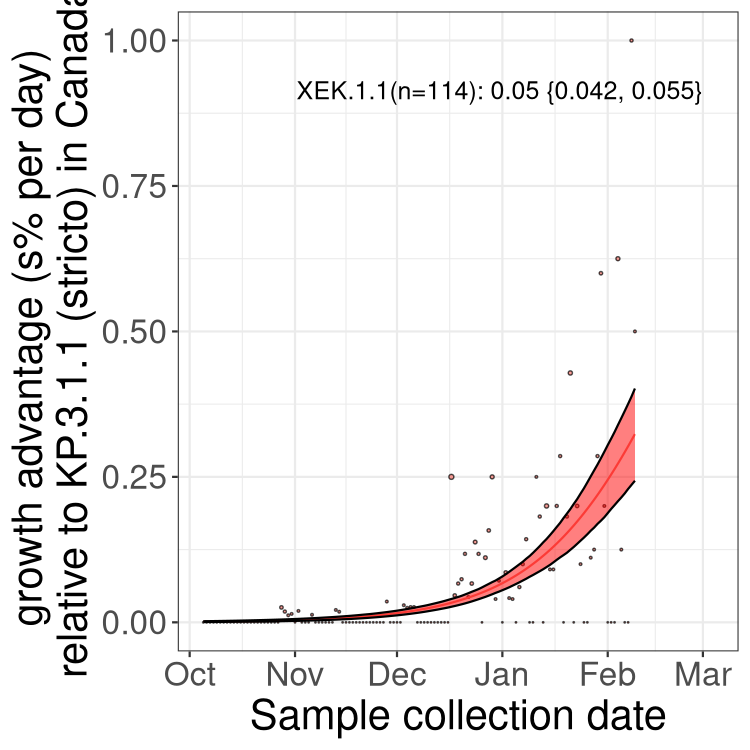 growth advantage (s% per day)
relative to KP.3.1.1 (stricto) in Canada
1.00
0.75
0.50
0.25
0.00
XEK.1.1(n=114): 0.05 {0.042, 0.055}
Oct Nov Dec Jan Feb Mar
Sample collection date